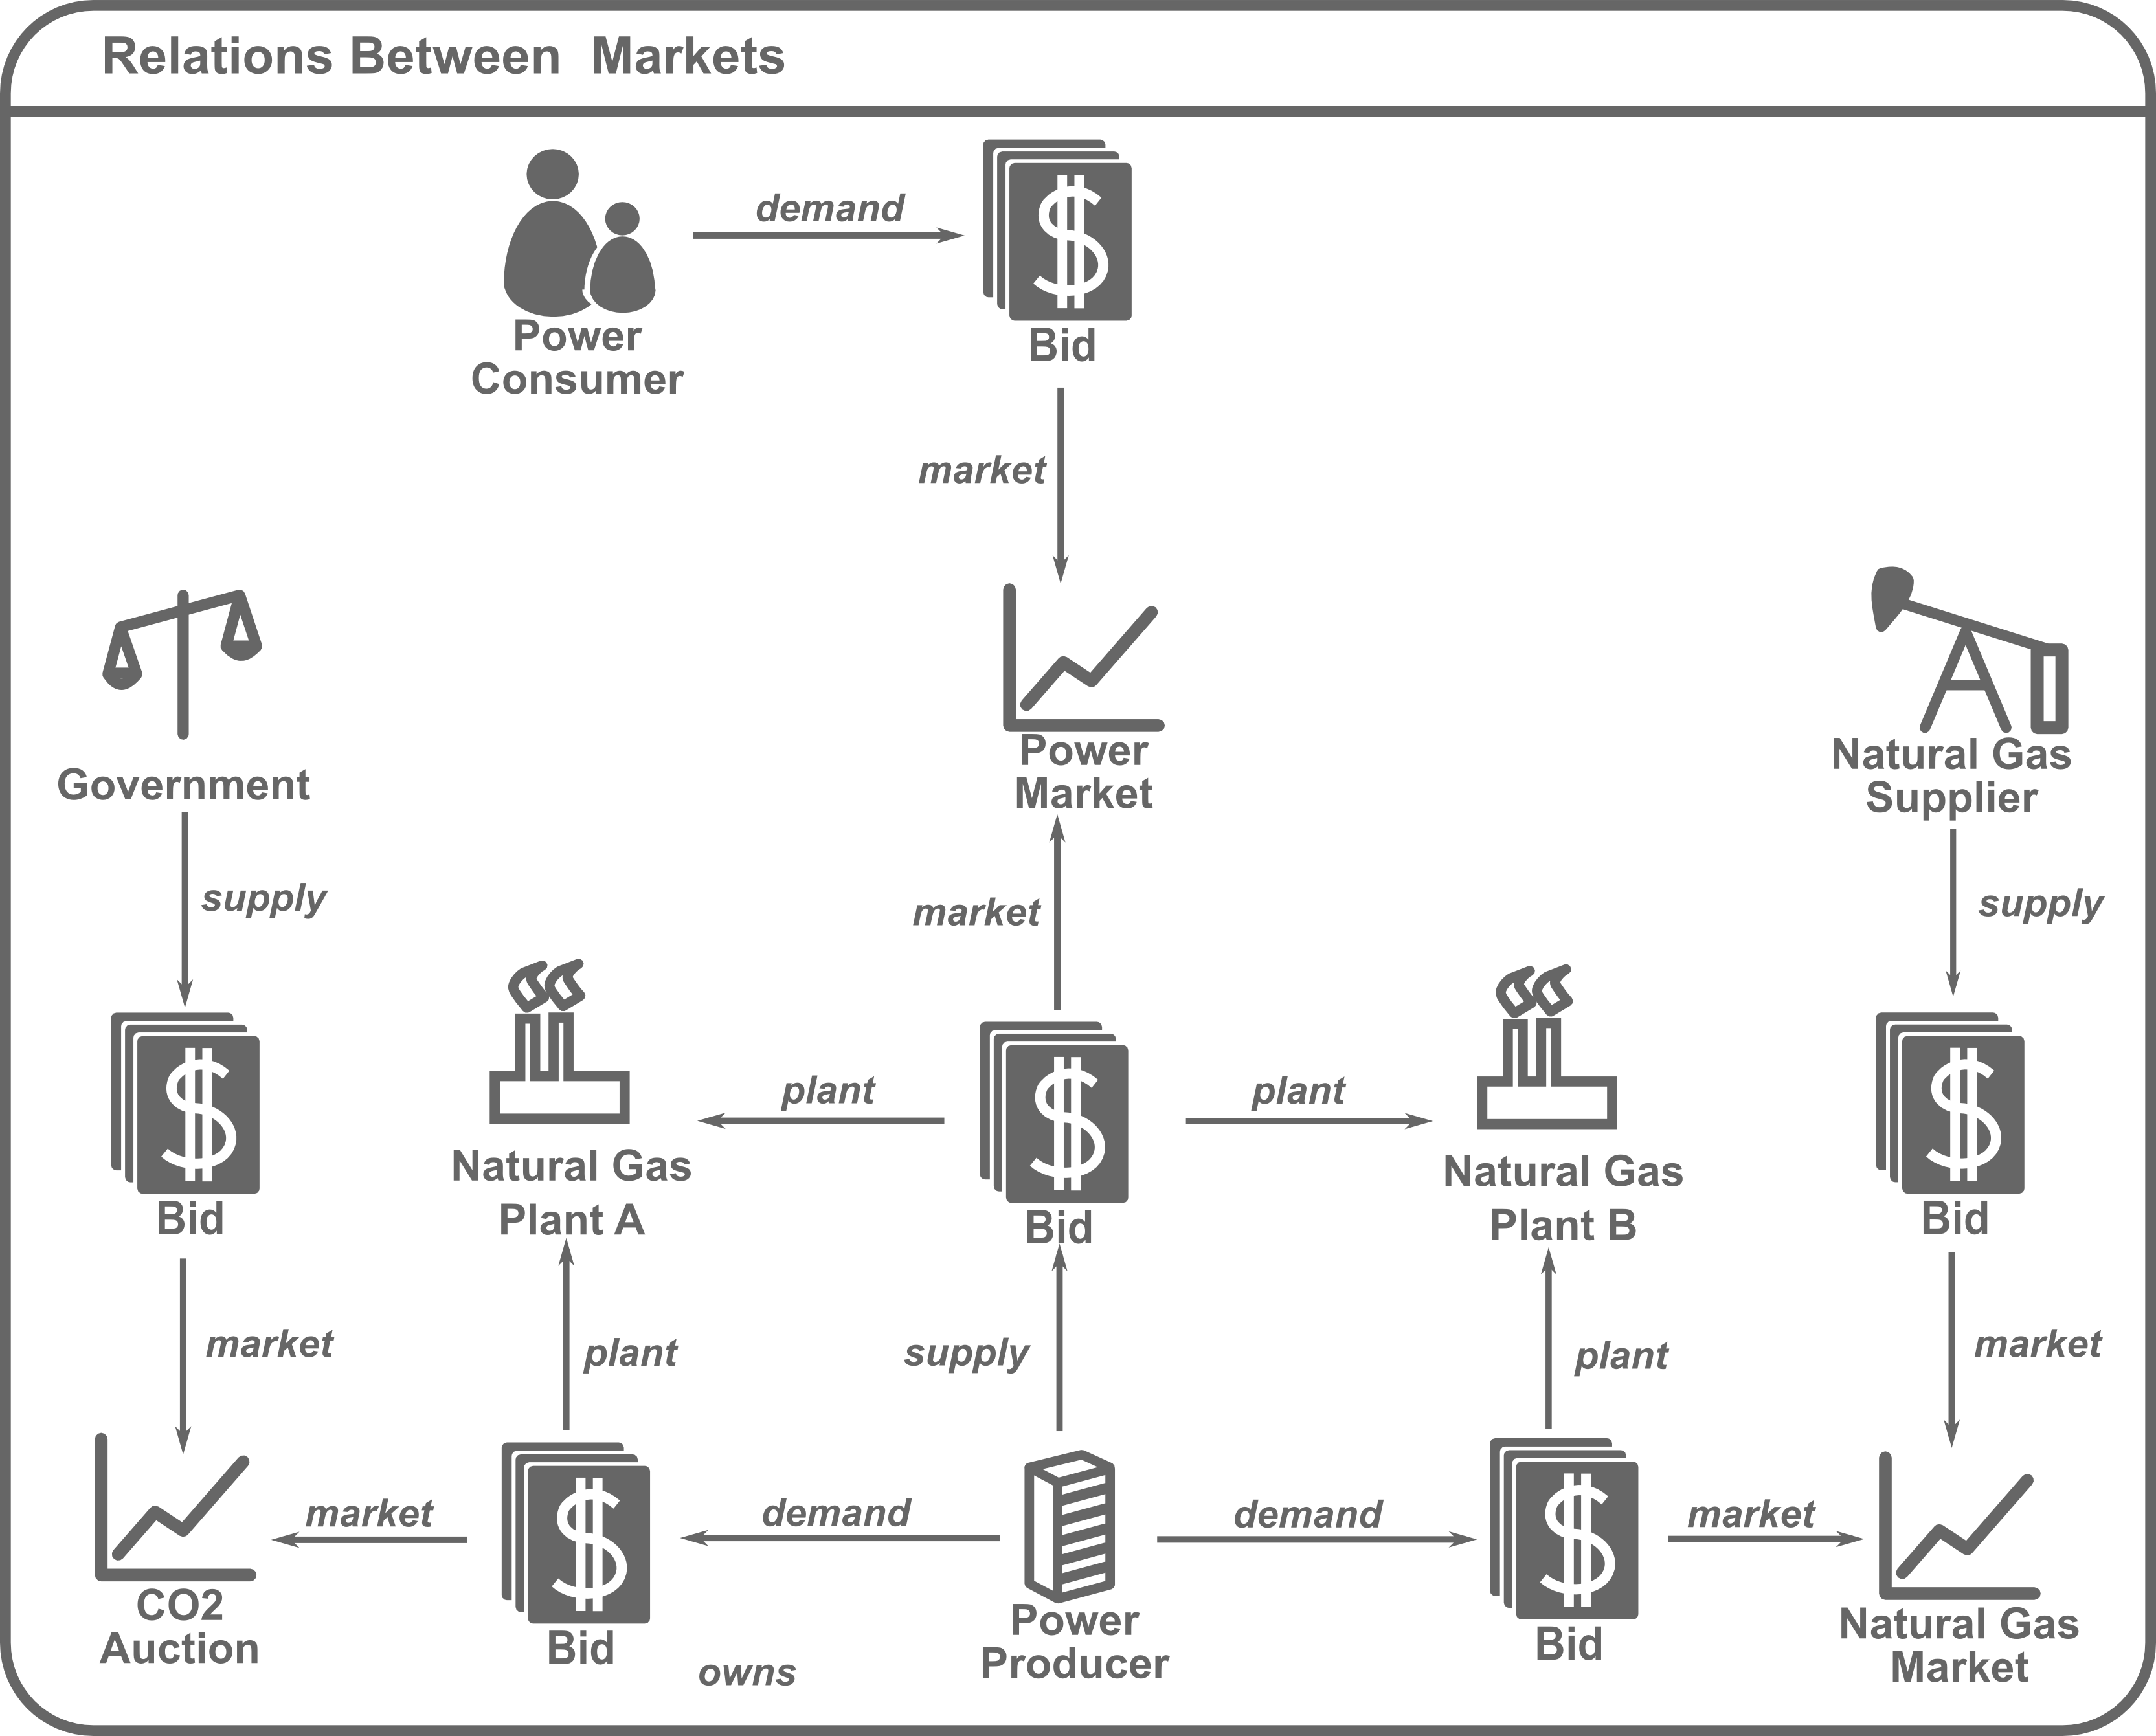 Relations Between Markets
demand
Power
Consumer
Bid
market
Power
Market
Government
Natural Gas
Supplier
supply
market
supply
plant
plant
Natural Gas
Plant A
Bid
Natural Gas
Plant B
Bid
Bid
market
plant
supply
plant
market
market
demand
demand
market
CO2
Auction
Bid
owns
Power
Producer
Bid
Natural Gas
Market